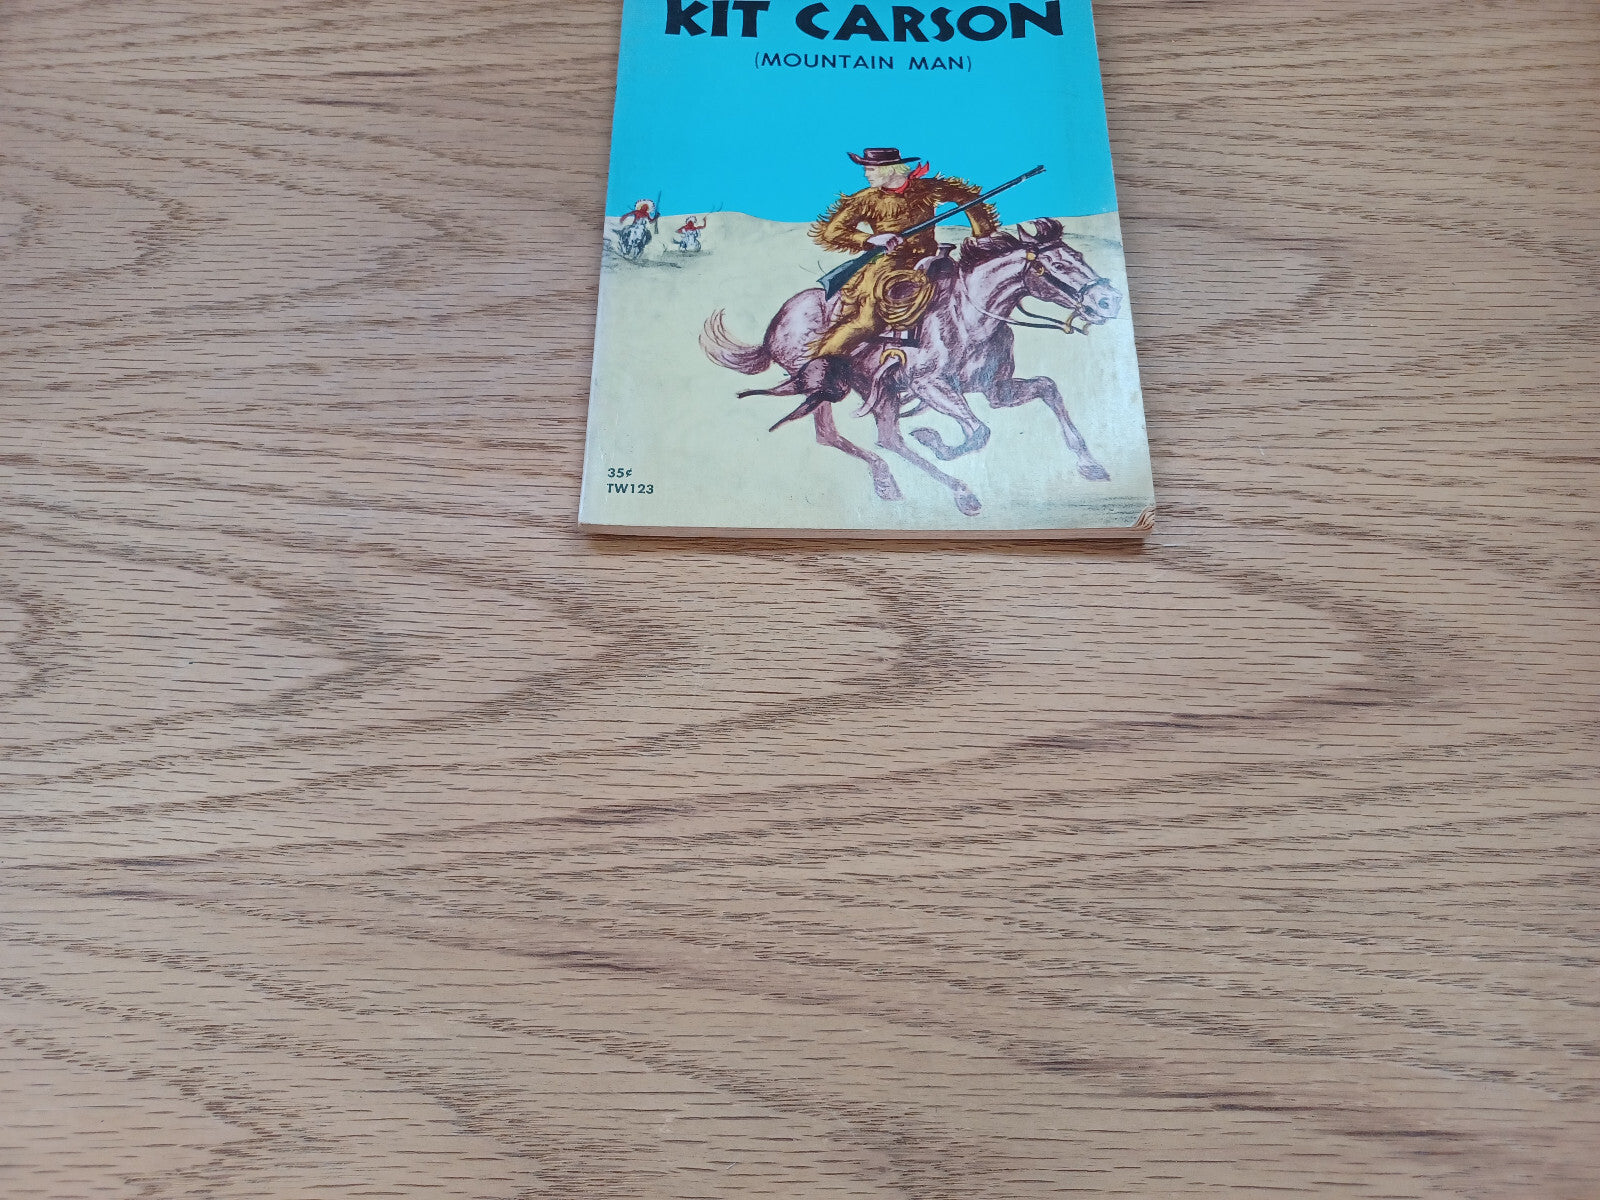 KIT CARSON
(MOUNTAIN MAN)
35¢
TW123